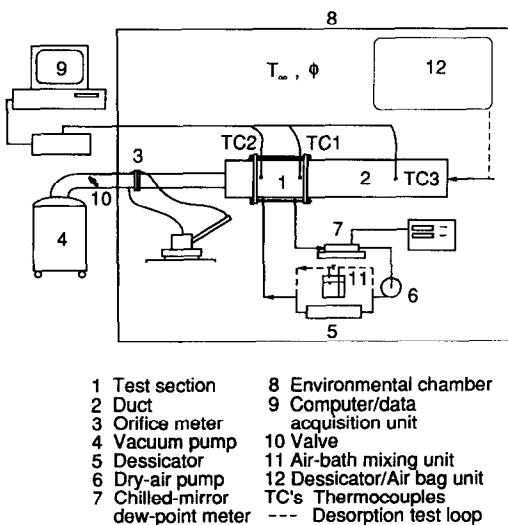 8
9
T∞ , ϕ
12
TC2
TC1
3
1
2
TC3
10
4
7
11
6
5
1 Test section
2 Duct
3 Orifice meter
4 Vacuum pump
5 Dessicator
6 Dry-air pump
7 Chilled-mirror
dew-point meter
8 Environmental chamber
9 Computer/data
acquisition unit
10 Valve
11 Air-bath mixing unit
12 Dessicator/Air bag unit
TC's Thermocouples
--- Desorption test loop